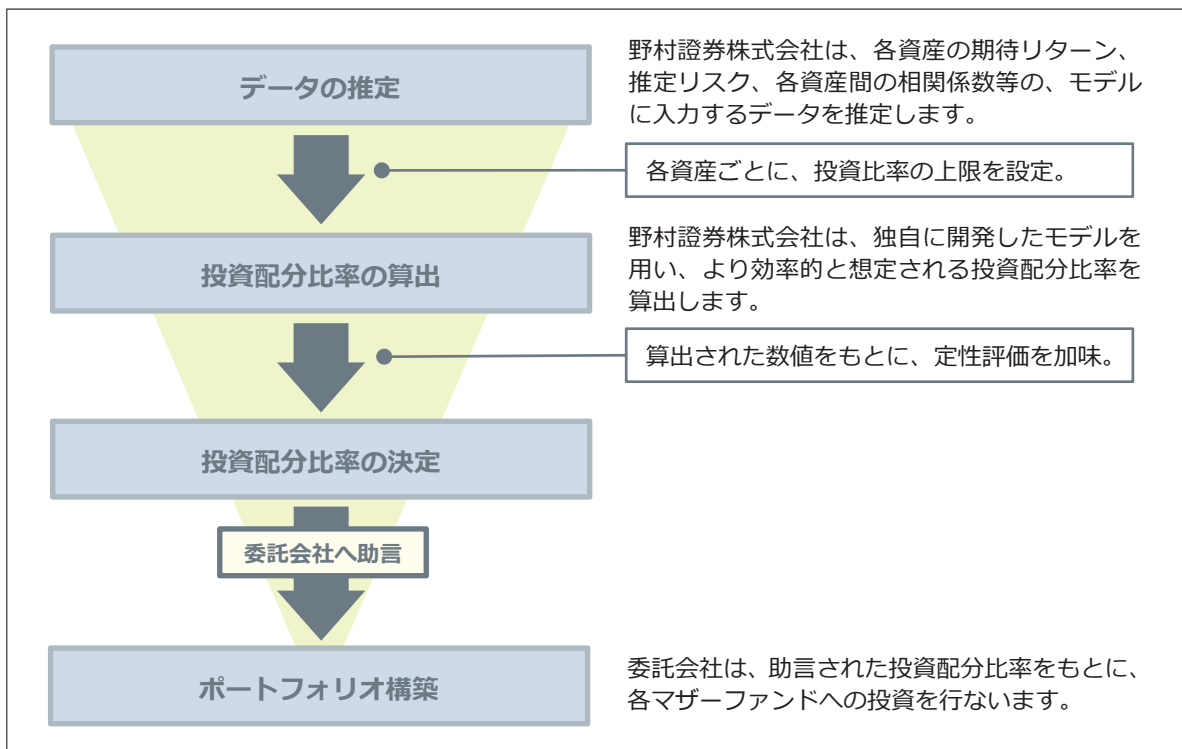 データの推定
野村證券株式会社は、各資産の期待リターン、
推定リスク、各資産間の相関係数等の、モデル
に入力するデータを推定します。
各資産ごとに、投資比率の上限を設定。
投資配分比率の算出
野村證券株式会社は、独自に開発したモデルを
用い、より効率的と想定される投資配分比率を
算出します。
算出された数値をもとに、定性評価を加味。
投資配分比率の決定
委託会社へ助言
ポートフォリオ構築
委託会社は、助言された投資配分比率をもとに、
各マザーファンドへの投資を行ないます。